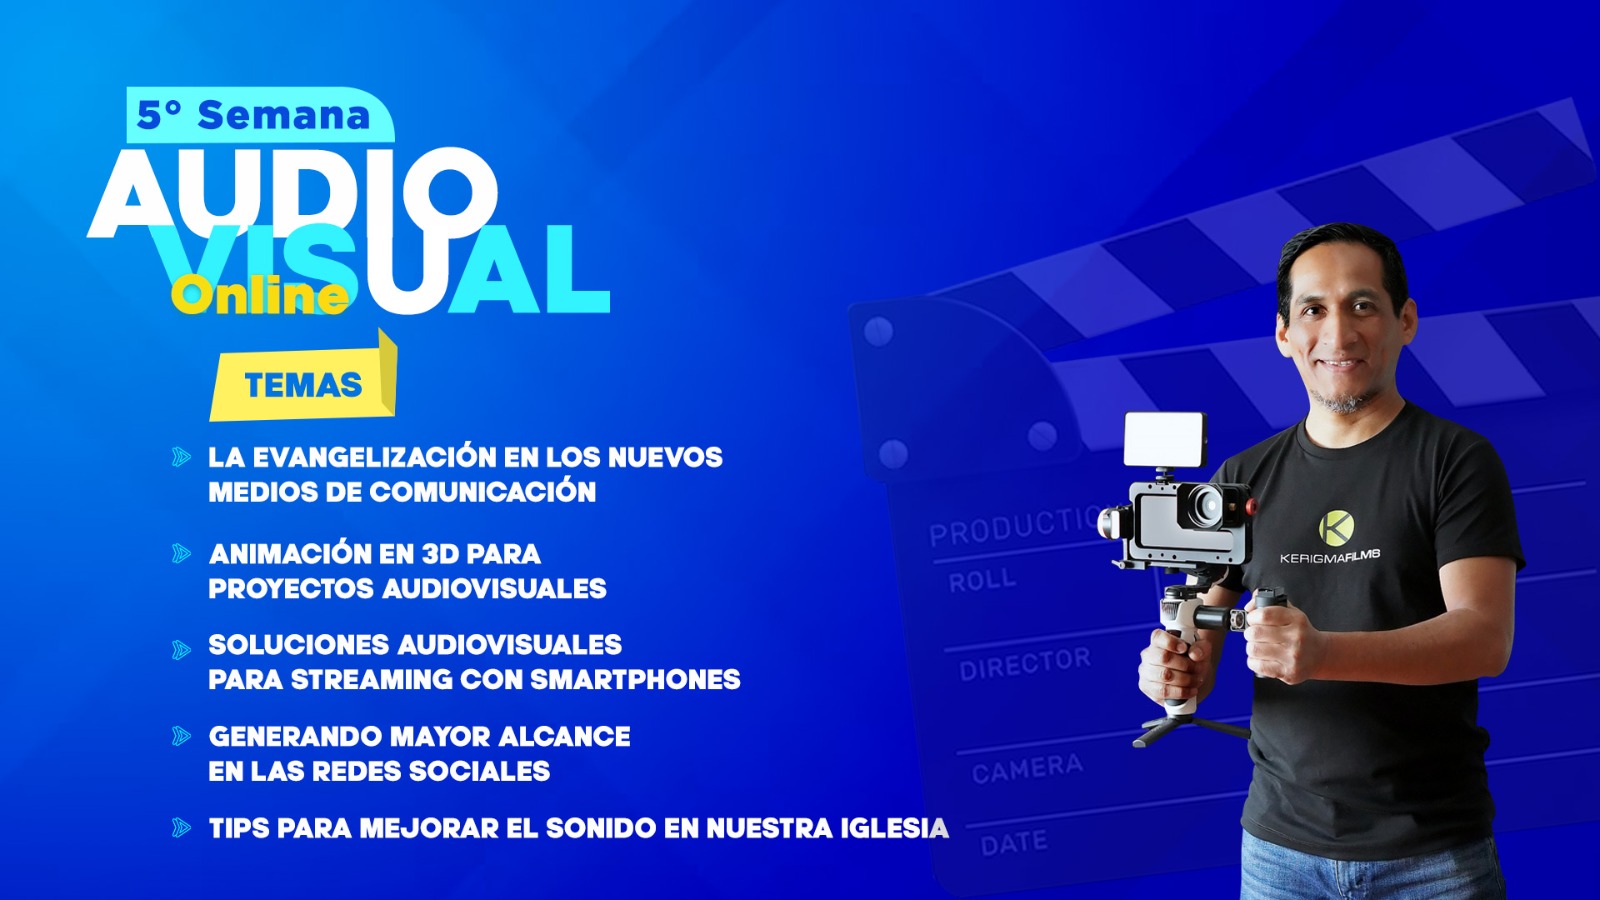 5° Semana
AUDIO
VISUAL
Online
TEMAS
LA EVANGELIZACIÓN EN LOS NUEVOS
MEDIOS DE COMUNICACIÓN
ANIMACIÓN EN 3D PARA
PROYECTOS AUDIOVISUALES
SOLUCIONES AUDIOVISUALES
PARA STREAMING CON SMARTPHONES
GENERANDO MAYOR ALCANCE
EN LAS REDES SOCIALES
TIPS PARA MEJORAR EL SONIDO EN NUESTRA IGLESIA
PRODUCTIO
ROLL
DIRECTOR
CAMERA
DATE
K
KERIGMAFILMS